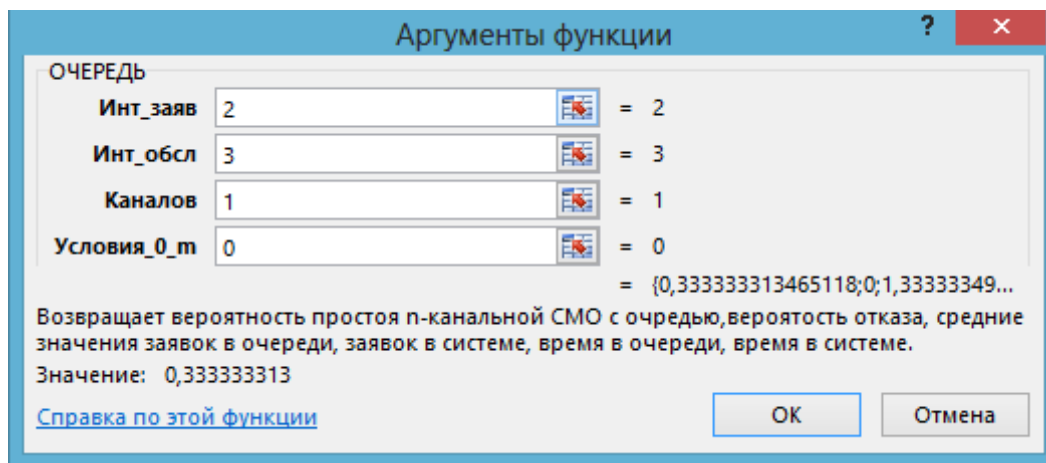 Аргументы функции ? ×
ОЧЕРЕДЬ
Инт_заяв 2 = 2
Инт_обсл 3 = 3
Каналов 1 = 1
Условия_0_m 0 = 0
= {0,333333313465118;0;1,33333349...
Возвращает вероятность простоя n-канальной СМО с очредью,вероятость отказа, средние
значения заявок в очереди, заявок в системе, время в очереди, время в системе.
Значение: 0,333333313
Справка по этой функции ОК Отмена